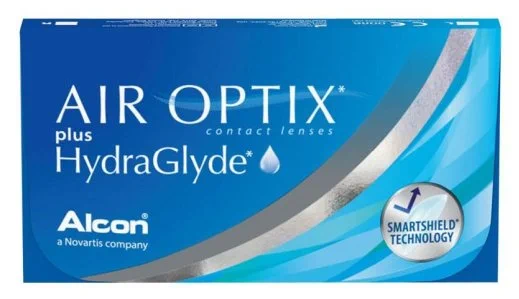 AIR OPTIX*
contact lenses
plus
HydraGlyde*
Alcon®
a Novartis company
SMARTSHIELD*
TECHNOLOGY